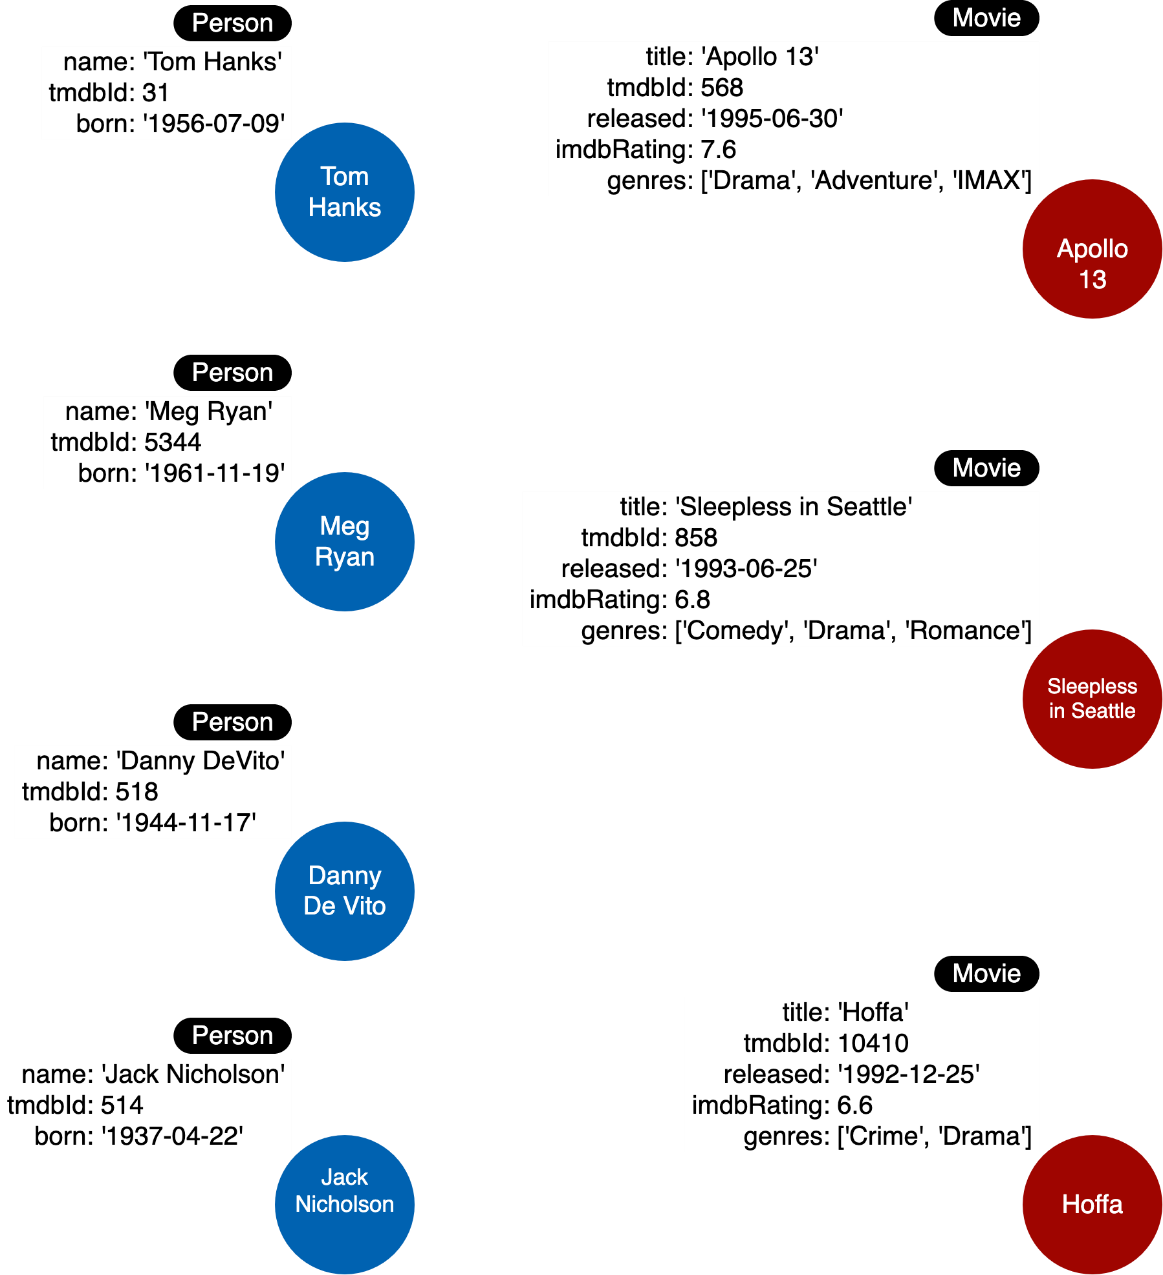 Person
name: 'Tom Hanks'
tmdbId: 31
born: '1956-07-09'
Tom
Hanks
Person
name: 'Meg Ryan'
tmdbId: 5344
born: '1961-11-19'
Meg
Ryan
Person
name: 'Danny DeVito'
tmdbId: 518
born: '1944-11-17'
Danny
De Vito
Person
name: 'Jack Nicholson'
tmdbId: 514
born: '1937-04-22'
Jack
Nicholson
Movie
title: 'Apollo 13'
tmdbId: 568
released: '1995-06-30'
imdbRating: 7.6
genres: ['Drama', 'Adventure', 'IMAX']
Apollo
13
Movie
title: 'Sleepless in Seattle'
tmdbId: 858
released: '1993-06-25'
imdbRating: 6.8
genres: ['Comedy', 'Drama', 'Romance']
Sleepless
in Seattle
Movie
title: 'Hoffa'
tmdbId: 10410
released: '1992-12-25'
imdbRating: 6.6
genres: ['Crime', 'Drama']
Hoffa